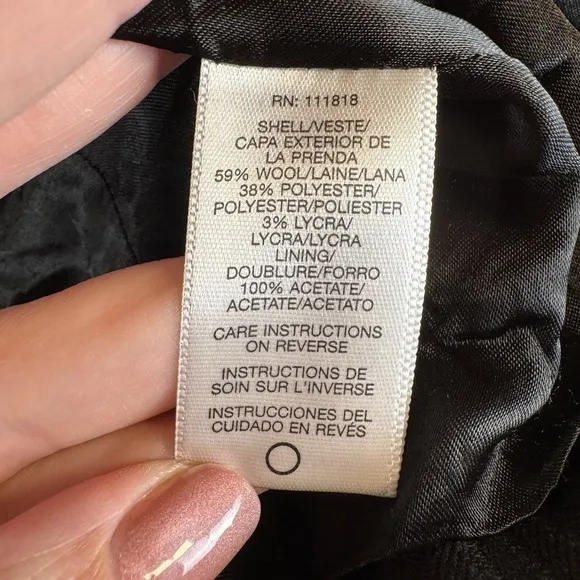 RN: 111818
SHELL/VESTE/
CAPA EXTERIOR DE
LA PRENDA
59% WOOL/LAINE/LANA
38% POLYESTER/
POLYESTER/POLIESTER
3% LYCRA/
LYCRA/LYCRA
LINING/
DOUBLURE/FORRO
100% ACETATE/
ACETATE/ACETATO
CARE INSTRUCTIONS
ON REVERSE
INSTRUCTIONS DE
SOIN SUR L'INVERSE
INSTRUCCIONES DEL
CUIDADO EN REVÉS